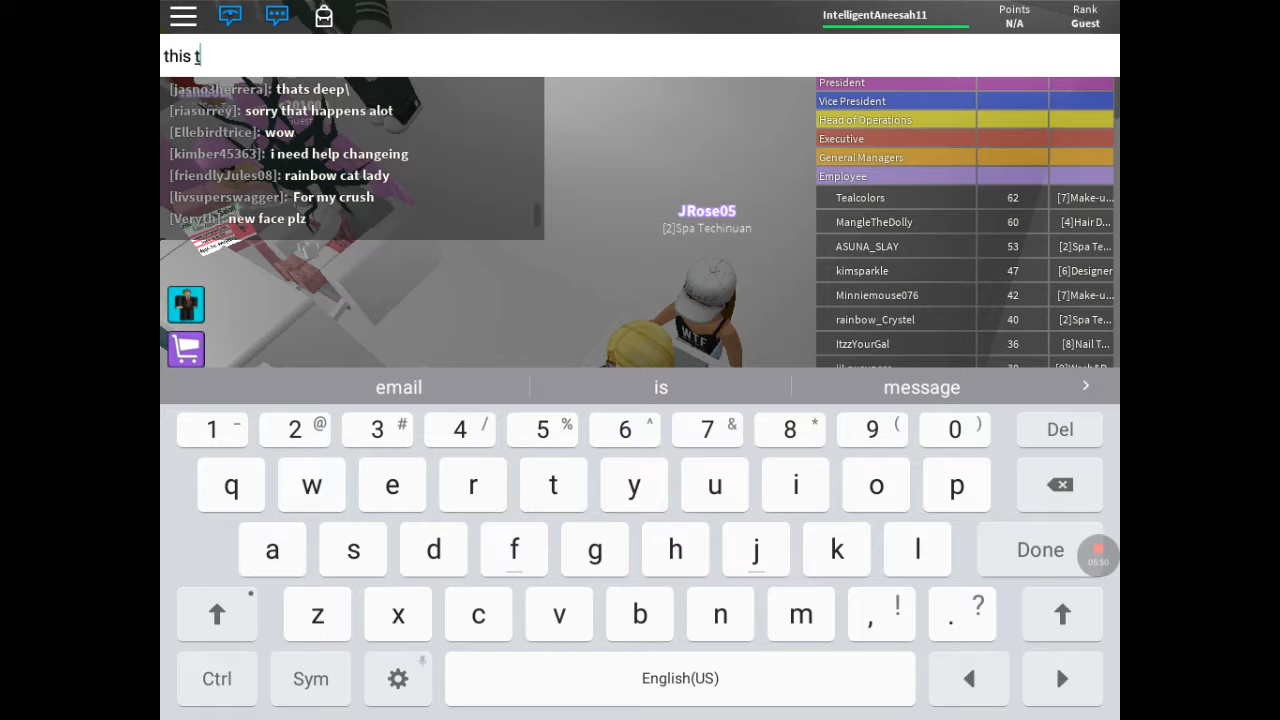 IntelligentAneesah11
Points
N/A
Rank
Guest
this t
[jasno3herrera]: thats deep\
[riasurrey]: sorry that happens alot
[Ellebirdtrice]: wow
[kimber45363]: i need help changeing
[friendlyJules08]: rainbow cat lady
[livsuperswagger]: For my crush
[Veryth]: new face plz
JRose05
[2]Spa Techinuan
WTF
President
Vice President
Head of Operations
Executive
General Managers
Employee
Tealcolors 62 [7]Make-u...
MangleTheDolly 60 [4]Hair D...
ASUNA_SLAY 53 [2]Spa Te...
kimsparkle 47 [6]Designer
Minniemouse076 42 [7]Make-u...
rainbow_Crystel 40 [2]Spa Te...
ItzzYourGal 36 [8]Nail T...
email is message >
1 - 2 @ 3 # 4 / 5 % 6 ^ 7 & 8 * 9 ( 0 ) Del
q w e r t y u i o p
a s d f g h j k l Done
05:50
z x c v b n m , ! . ?
Ctrl Sym English(US)